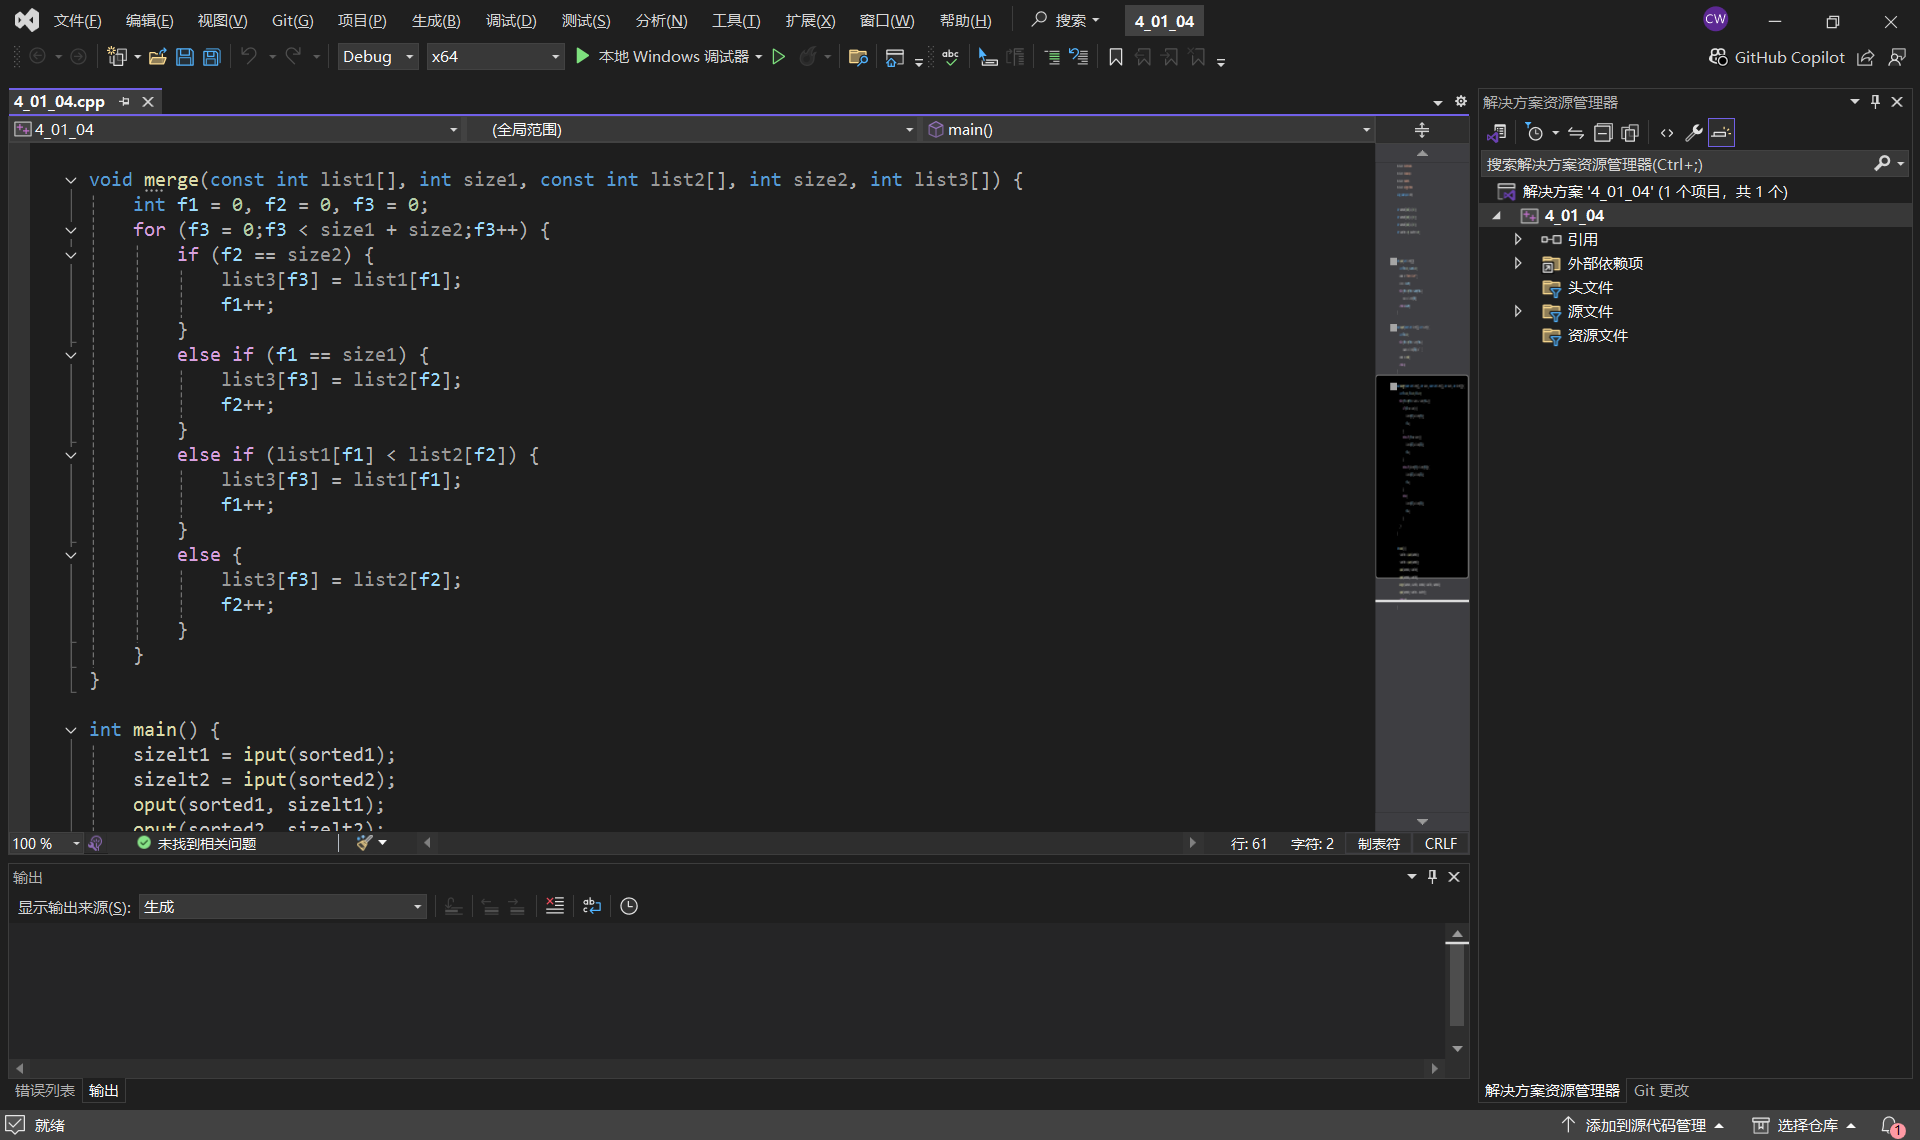 文件(F) 编辑(E) 视图(V) Git(G) 项目(P) 生成(B) 调试(D) 测试(S) 分析(N) 工具(T) 扩展(X) 窗口(W) 帮助(H) 搜索 4_01_04 CW
Debug x64 本地 Windows 调试器 abc GitHub Copilot
4_01_04.cpp
4_01_04 (全局范围) main()
void merge(const int list1[], int size1, const int list2[], int size2, int list3[]) {
int f1 = 0, f2 = 0, f3 = 0;
for (f3 = 0;f3 < size1 + size2;f3++) {
if (f2 == size2) {
list3[f3] = list1[f1];
f1++;
}
else if (f1 == size1) {
list3[f3] = list2[f2];
f2++;
}
else if (list1[f1] < list2[f2]) {
list3[f3] = list1[f1];
f1++;
}
else {
list3[f3] = list2[f2];
f2++;
}
}
}
int main() {
sizelt1 = iput(sorted1);
sizelt2 = iput(sorted2);
oput(sorted1, sizelt1);
oput(sorted2, sizelt2);
100 % 未找到相关问题 行: 61 字符: 2 制表符 CRLF
输出
显示输出来源(S): 生成
错误列表 输出
解决方案资源管理器
搜索解决方案资源管理器(Ctrl+;)
解决方案 '4_01_04' (1 个项目，共 1 个)
4_01_04
引用
外部依赖项
头文件
源文件
资源文件
解决方案资源管理器 Git 更改
就绪 添加到源代码管理 选择仓库 1